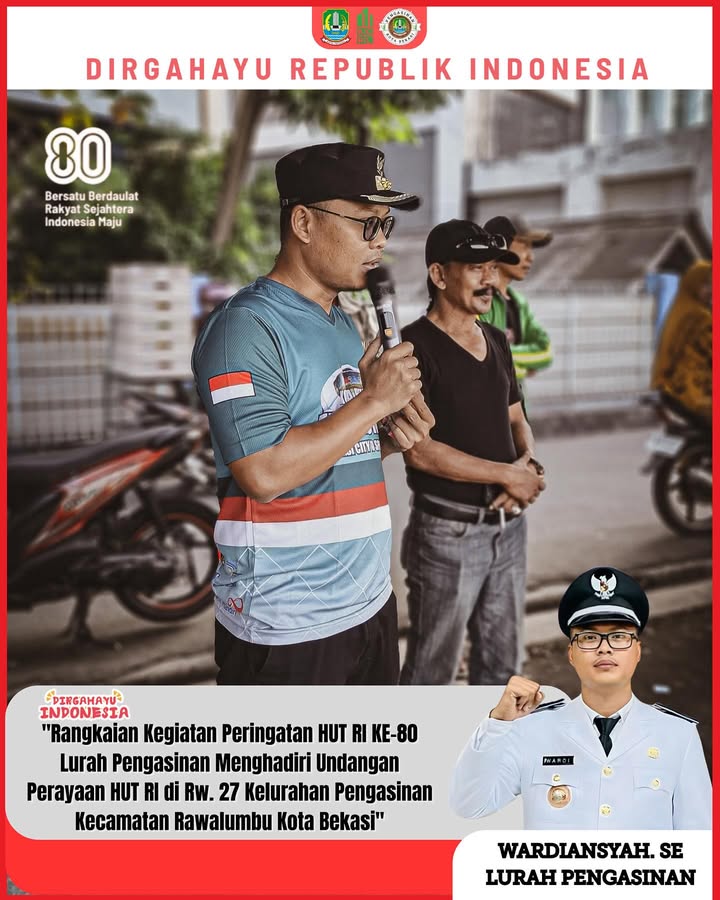 DIRGAHAYU REPUBLIK INDONESIA
80
Bersatu Berdaulat
Rakyat Sejahtera
Indonesia Maju
DIRGAHAYU
INDONESIA
"Rangkaian Kegiatan Peringatan HUT RI KE-80
Lurah Pengasinan Menghadiri Undangan
Perayaan HUT RI di Rw. 27 Kelurahan Pengasinan
Kecamatan Rawalumbu Kota Bekasi"
WARDI
WARDIANSYAH. SE
LURAH PENGASINAN